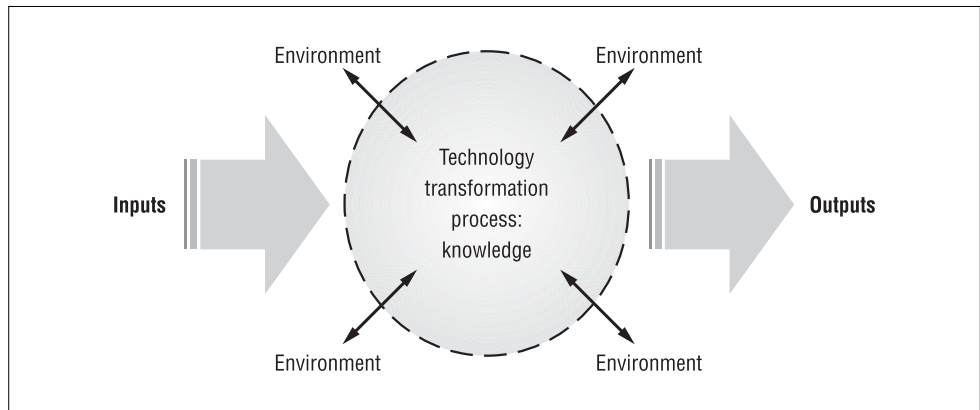 Environment
Environment
Technology
transformation
process:
knowledge
Inputs
Outputs
Environment
Environment